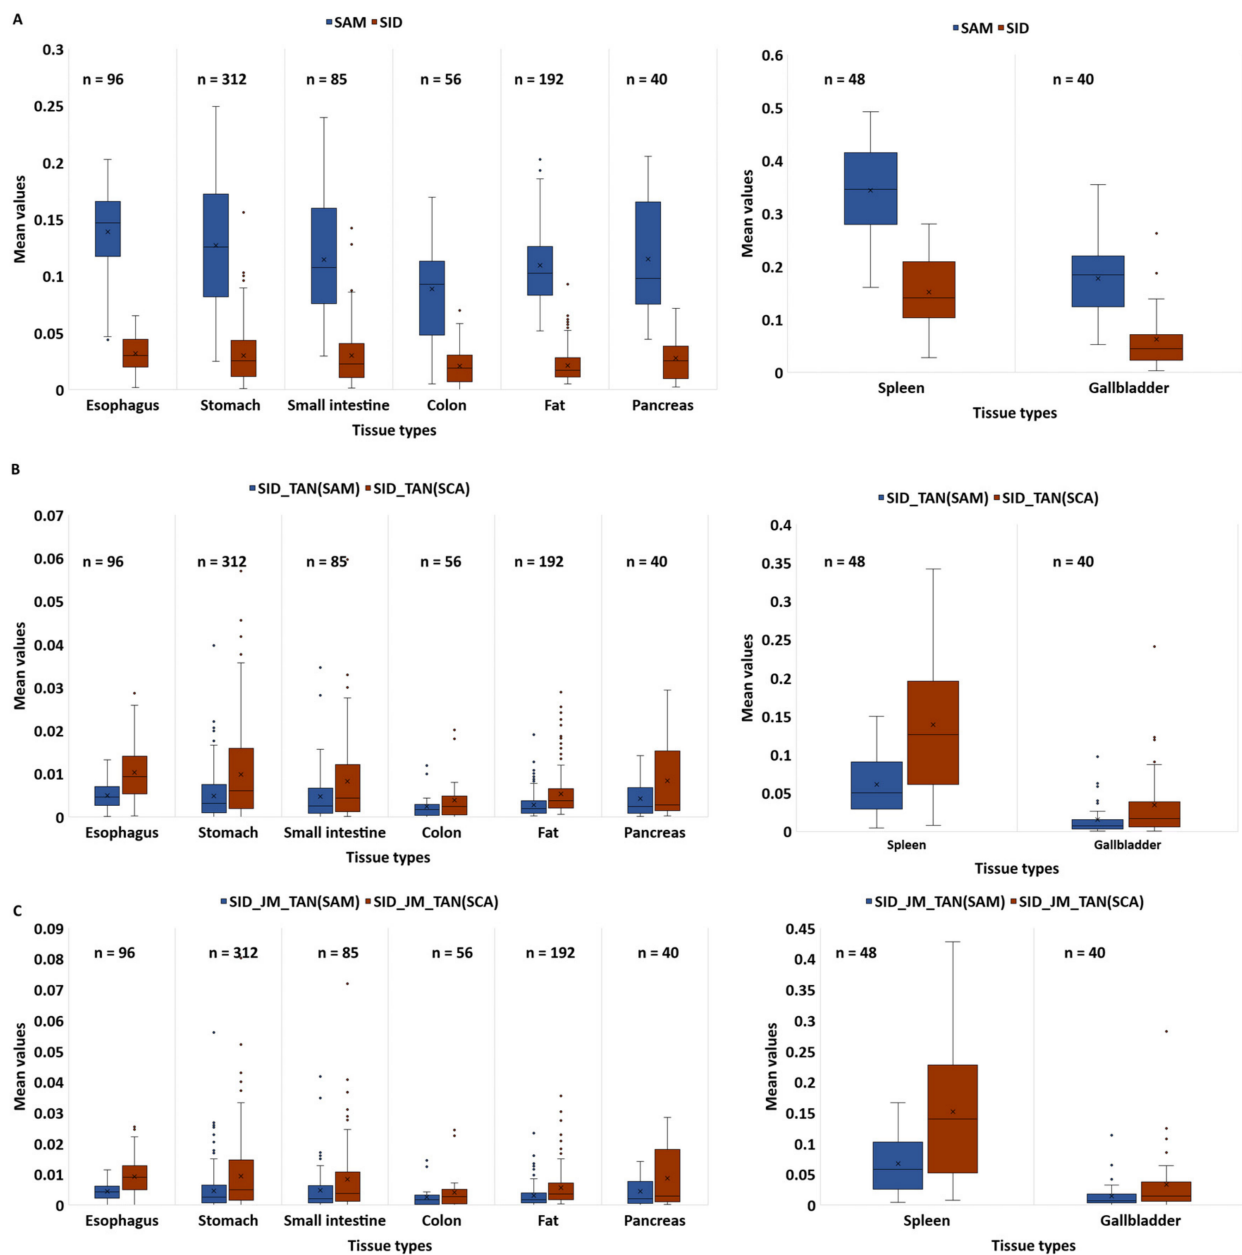 A
SAM SID
0.3
0.25
0.2
0.15
0.1
0.05
0
Mean values
n = 96 n = 312 n = 85 n = 56 n = 192 n = 40
Esophagus Stomach Small intestine Colon Fat Pancreas
Tissue types
SAM SID
0.6
0.5
0.4
0.3
0.2
0.1
0
Mean values
n = 48 n = 40
Spleen Gallbladder
Tissue types
B
SID_TAN(SAM) SID_TAN(SCA)
0.07
0.06
0.05
0.04
0.03
0.02
0.01
0
Mean values
n = 96 n = 312 n = 85 n = 56 n = 192 n = 40
Esophagus Stomach Small intestine Colon Fat Pancreas
Tissue types
SID_TAN(SAM) SID_TAN(SCA)
0.4
0.35
0.3
0.25
0.2
0.15
0.1
0.05
0
Mean values
n = 48 n = 40
Spleen Gallbladder
Tissue types
C
SID_JM_TAN(SAM) SID_JM_TAN(SCA)
0.09
0.08
0.07
0.06
0.05
0.04
0.03
0.02
0.01
0
Mean values
n = 96 n = 312 n = 85 n = 56 n = 192 n = 40
Esophagus Stomach Small intestine Colon Fat Pancreas
Tissue types
SID_JM_TAN(SAM) SID_JM_TAN(SCA)
0.45
0.4
0.35
0.3
0.25
0.2
0.15
0.1
0.05
0
Mean values
n = 48 n = 40
Spleen Gallbladder
Tissue types